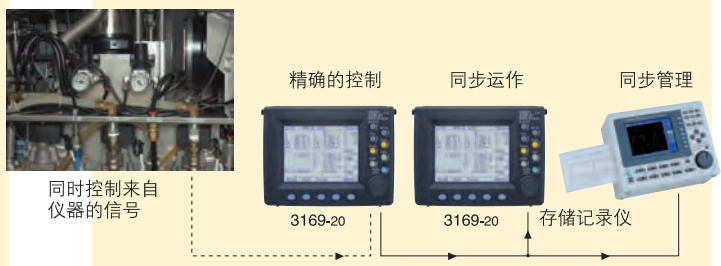 精确的控制
同步运作
同步管理
同时控制来自
仪器的信号
3169-20
3169-20
存储记录仪